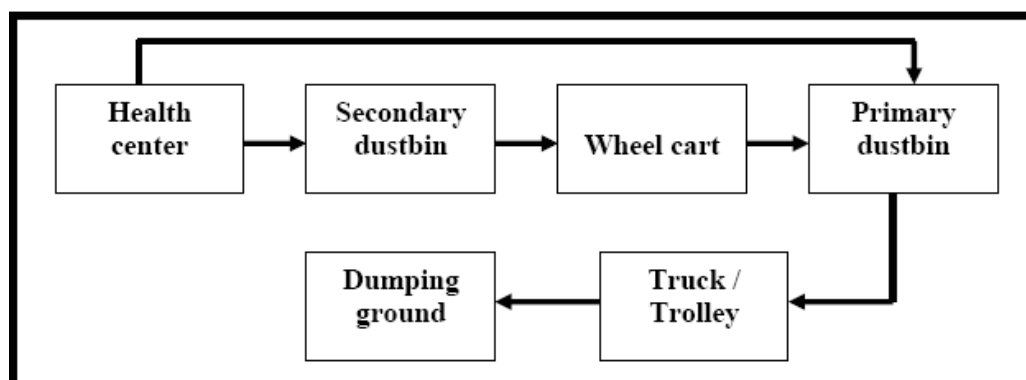 Health
center
Secondary
dustbin
Wheel cart
Primary
dustbin
Dumping
ground
Truck /
Trolley